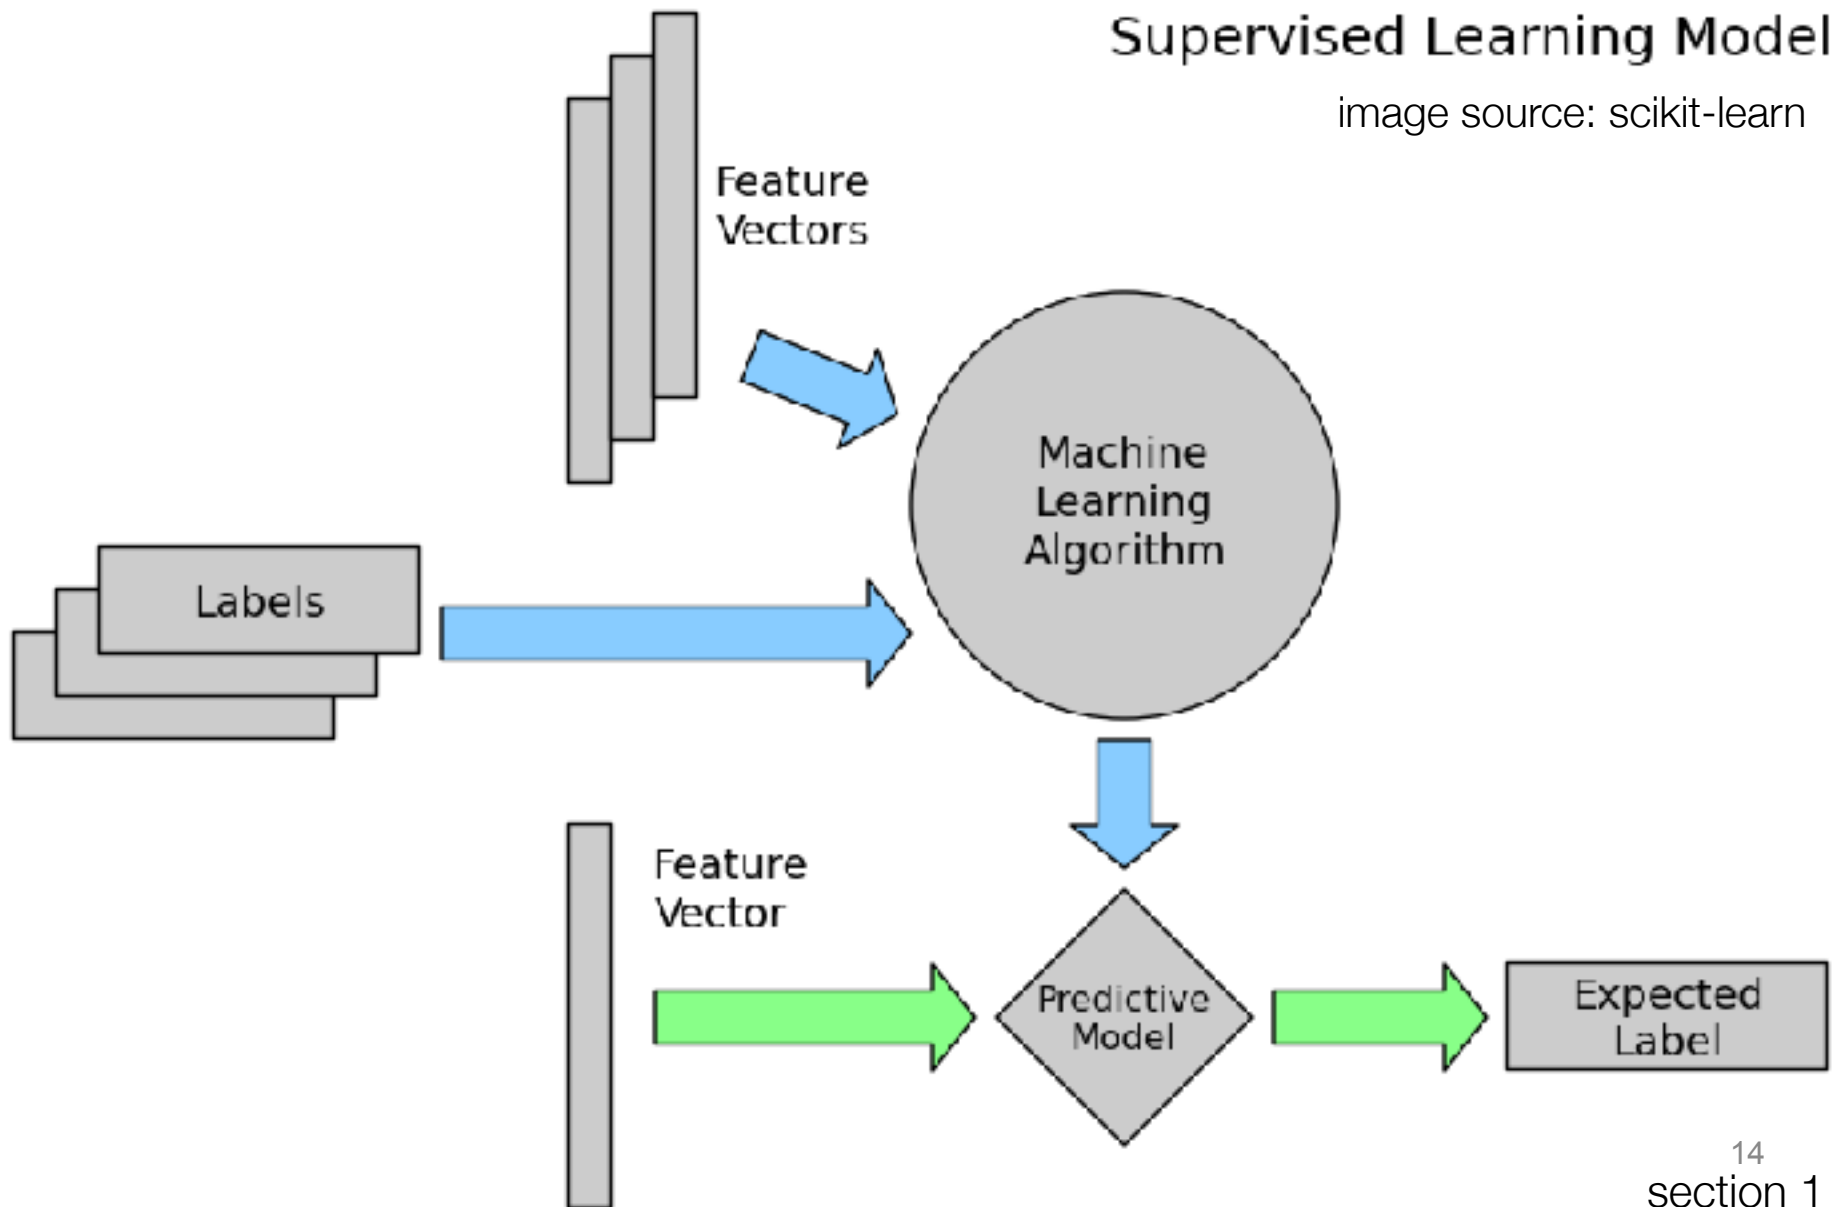 Supervised Learning Model
image source: scikit-learn
Feature
Vectors
Machine
Learning
Algorithm
Labels
Feature
Vector
Predictive
Model
Expected
Label
14
section 1